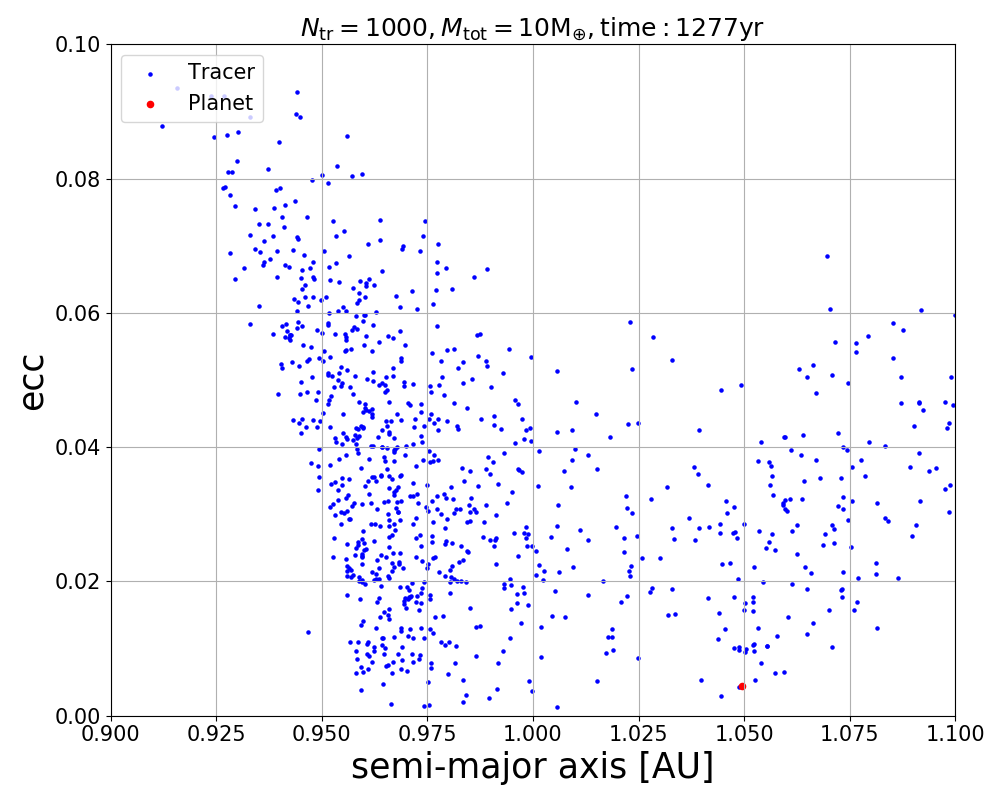 N_tr = 1000, M_tot = 10M_⊕, time : 1277yr
Tracer
Planet
ecc
0.10
0.08
0.06
0.04
0.02
0.00
0.900 0.925 0.950 0.975 1.000 1.025 1.050 1.075 1.100
semi-major axis [AU]